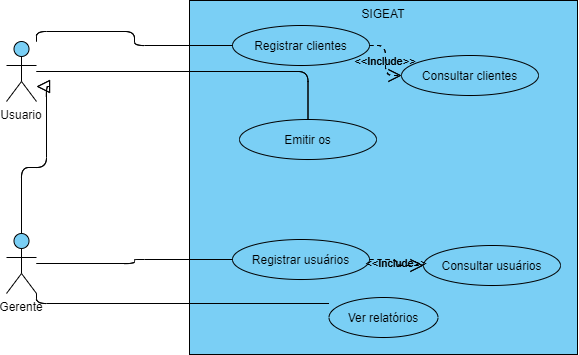 SIGEAT
Registrar clientes
<<Include>>
Consultar clientes
Usuario
Emitir os
Registrar usuários
<<Include>>
Consultar usuários
Gerente
Ver relatórios